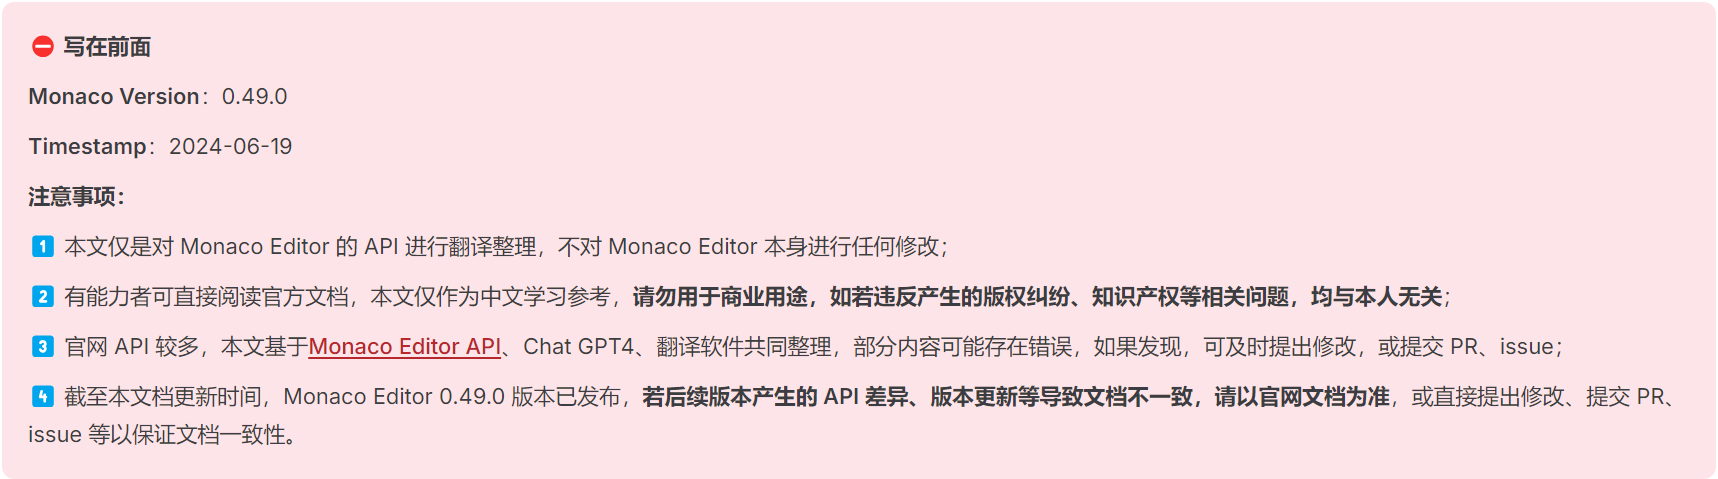 ⛔ 写在前面
Monaco Version：0.49.0
Timestamp：2024-06-19
注意事项：
1️⃣ 本文仅是对 Monaco Editor 的 API 进行翻译整理，不对 Monaco Editor 本身进行任何修改；
2️⃣ 有能力者可直接阅读官方文档，本文仅作为中文学习参考，请勿用于商业用途，如若违反产生的版权纠纷、知识产权等相关问题，均与本人无关；
3️⃣ 官网 API 较多，本文基于Monaco Editor API、Chat GPT4、翻译软件共同整理，部分内容可能存在错误，如果发现，可及时提出修改，或提交 PR、issue；
4️⃣ 截至本文档更新时间，Monaco Editor 0.49.0 版本已发布，若后续版本产生的 API 差异、版本更新等导致文档不一致，请以官网文档为准，或直接提出修改、提交 PR、
issue 等以保证文档一致性。